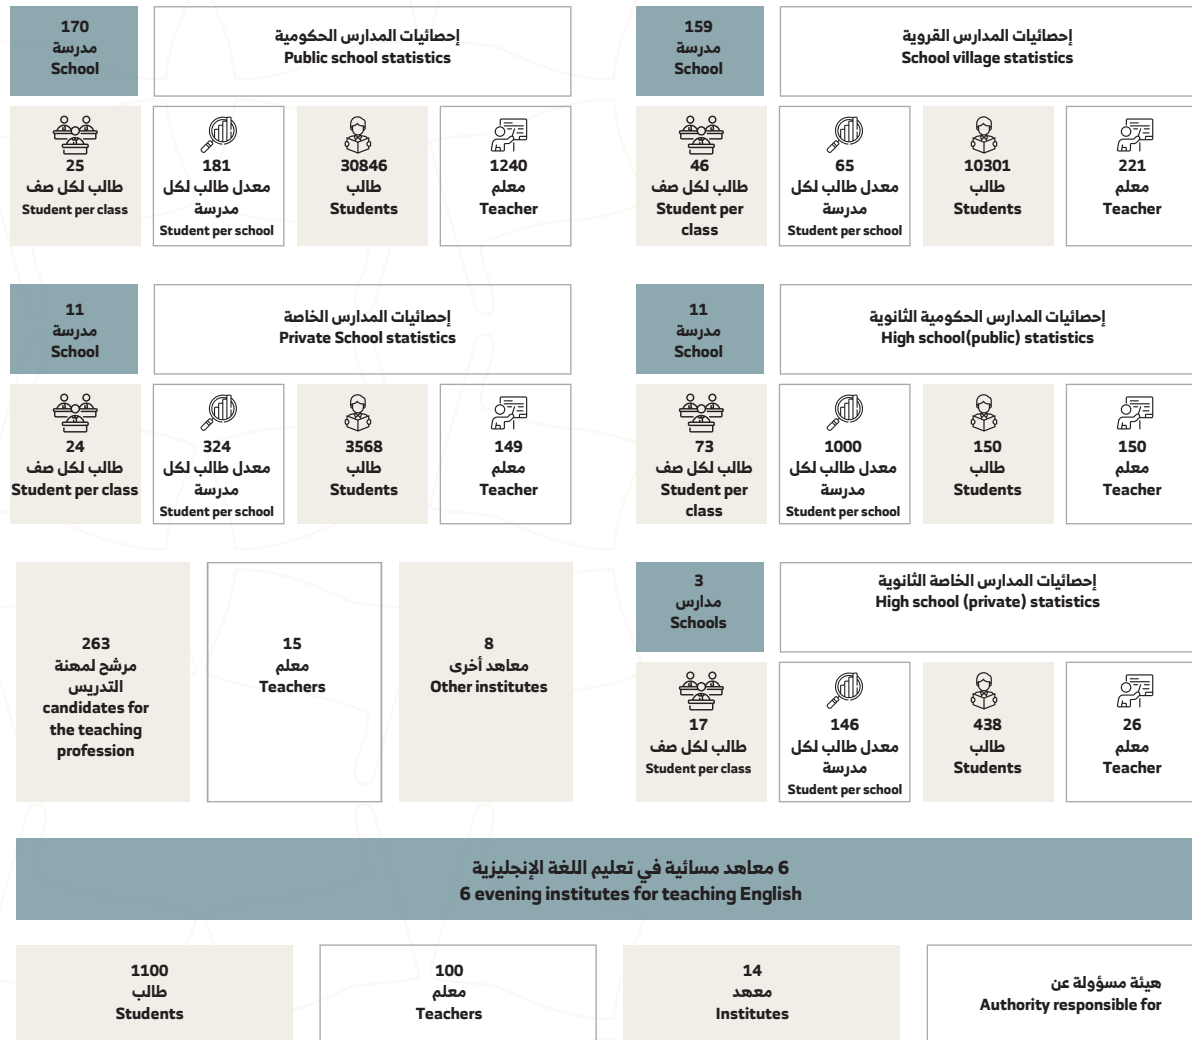 170
مدرسة
School
إحصائيات المدارس الحكومية
Public school statistics
25
طالب لكل صف
Student per class
181
معدل طالب لكل
مدرسة
Student per school
30846
طالب
Students
1240
معلم
Teacher
159
مدرسة
School
إحصائيات المدارس القروية
School village statistics
46
طالب لكل صف
Student per
class
65
معدل طالب لكل
مدرسة
Student per school
10301
طالب
Students
221
معلم
Teacher
11
مدرسة
School
إحصائيات المدارس الخاصة
Private School statistics
24
طالب لكل صف
Student per class
324
معدل طالب لكل
مدرسة
Student per school
3568
طالب
Students
149
معلم
Teacher
11
مدرسة
School
إحصائيات المدارس الحكومية الثانوية
High school(public) statistics
73
طالب لكل صف
Student per
class
1000
معدل طالب لكل
مدرسة
Student per school
150
طالب
Students
150
معلم
Teacher
263
مرشح لمهنة
التدريس
candidates for
the teaching
profession
15
معلم
Teachers
8
معاهد أخرى
Other institutes
3
مدارس
Schools
إحصائيات المدارس الخاصة الثانوية
High school (private) statistics
17
طالب لكل صف
Student per class
146
معدل طالب لكل
مدرسة
Student per school
438
طالب
Students
26
معلم
Teacher
6 معاهد مسائية في تعليم اللغة الإنجليزية
6 evening institutes for teaching English
1100
طالب
Students
100
معلم
Teachers
14
معهد
Institutes
هيئة مسؤولة عن
Authority responsible for